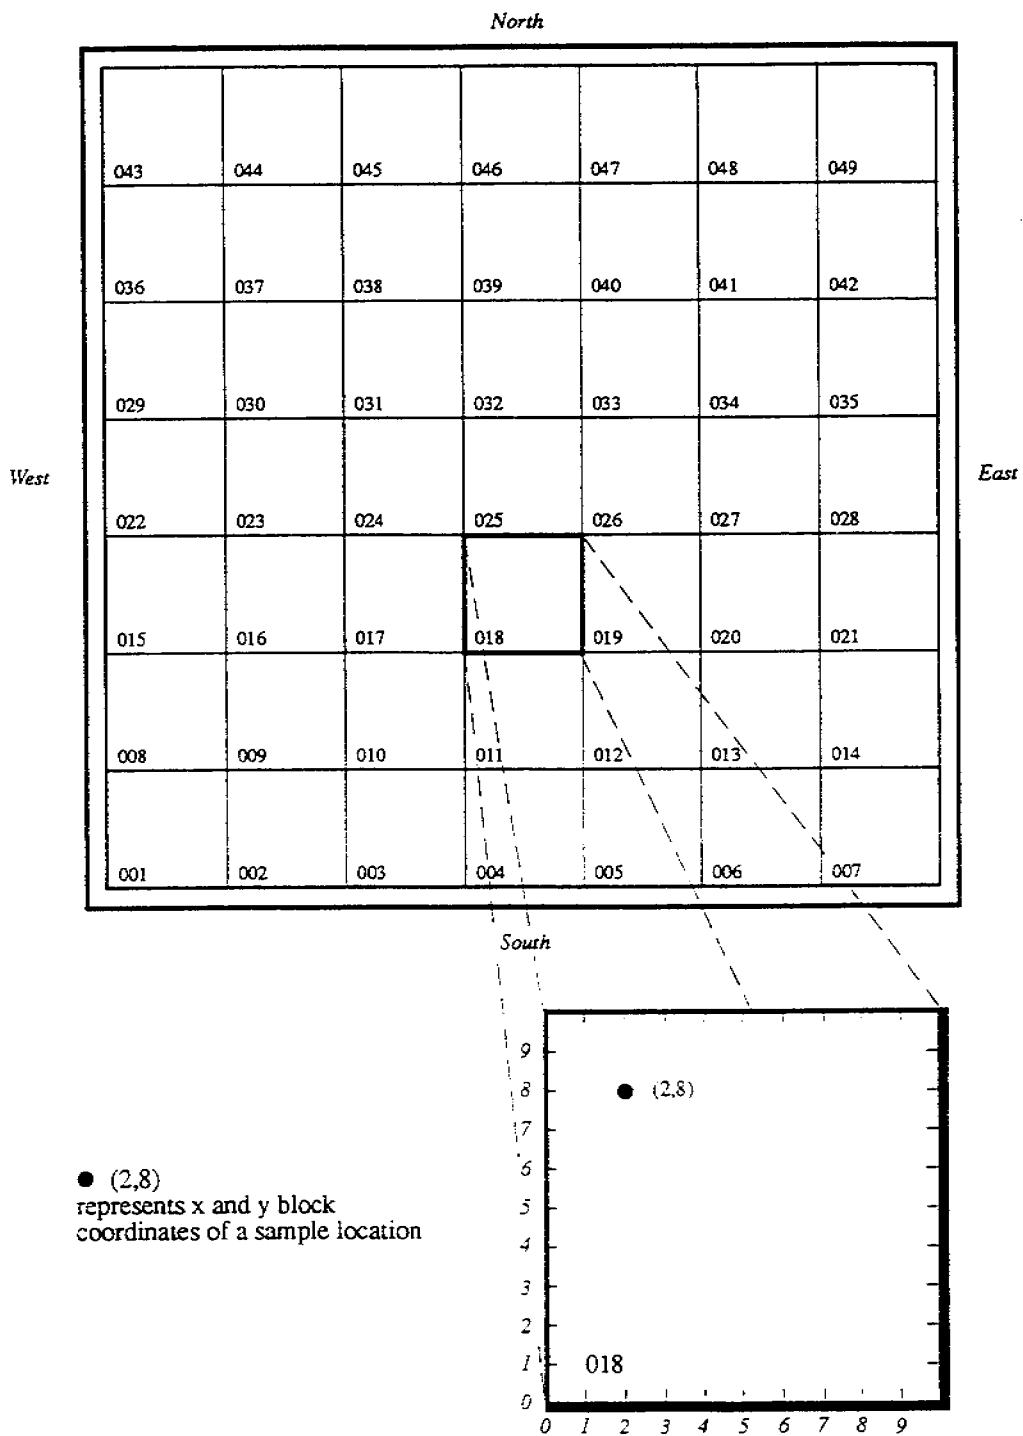 North
043 044 045 046 047 048 049
036 037 038 039 040 041 042
029 030 031 032 033 034 035
West
East
022 023 024 025 026 027 028
015 016 017 018 019 020 021
008 009 010 011 012 013 014
001 002 003 004 005 006 007
South
9
8
(2,8)
7
6
5
4
3
2
1
018
0
0 1 2 3 4 5 6 7 8 9
(2,8)
represents x and y block
coordinates of a sample location